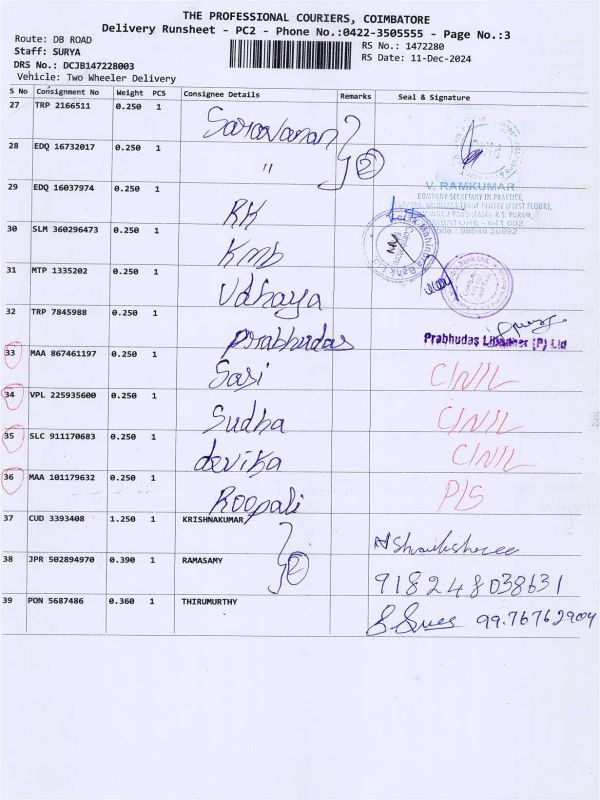 THE PROFESSIONAL COURIERS, COIMBATORE
Delivery Runsheet - PC2 - Phone No.:0422-3505555 - Page No.:3
Route: DB ROAD
RS No.: 1472280
Staff: SURYA
RS Date: 11-Dec-2024
DRS No.: DCJB147228003
Vehicle: Two Wheeler Delivery
S No Consignment No Weight PCS Consignee Details Remarks Seal & Signature
27 TRP 2166511 0.250 1 Saravanan
28 EDQ 16732017 0.250 1 " 2
V. RAMKUMAR
COMPANY SECRETARY IN PRACTICE,
29 EDQ 16037974 0.250 1 RK
30 SLM 360296473 0.250 1 Kmb
31 MTP 1335202 0.250 1 Udhaya
32 TRP 7845988 0.250 1 Prabhudas
Prabhudas (P) Ltd
33 MAA 867461197 0.250 1 Sasi C/N/L
34 VPL 225935600 0.250 1 Sudha C/N/L
35 SLC 911170683 0.250 1 devika C/N/L
36 MAA 101179632 0.250 1 Roopali P/S
37 CUD 3393408 1.250 1 KRISHNAKUMAR
38 JPR 502894970 0.390 1 RAMASAMY 2
918248038631
39 PON 5687486 0.360 1 THIRUMURTHY
99.76762904